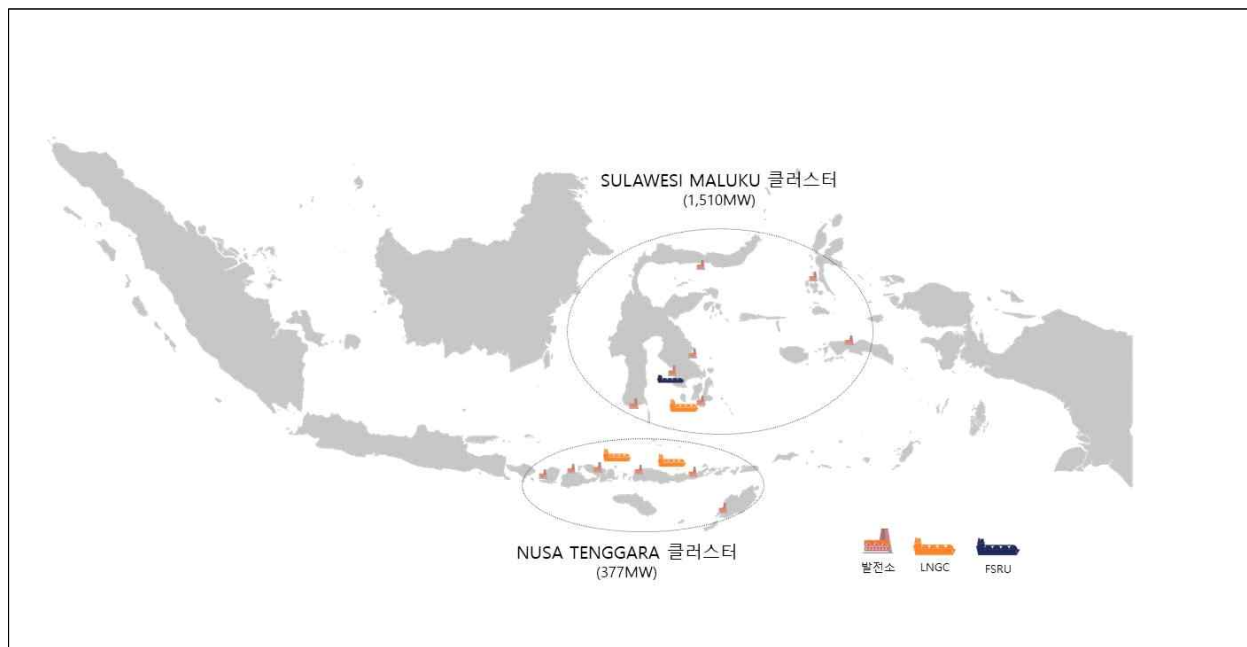 SULAWESI MALUKU 클러스터
(1,510MW)
NUSA TENGGARA 클러스터
(377MW)
발전소
LNGC
FSRU